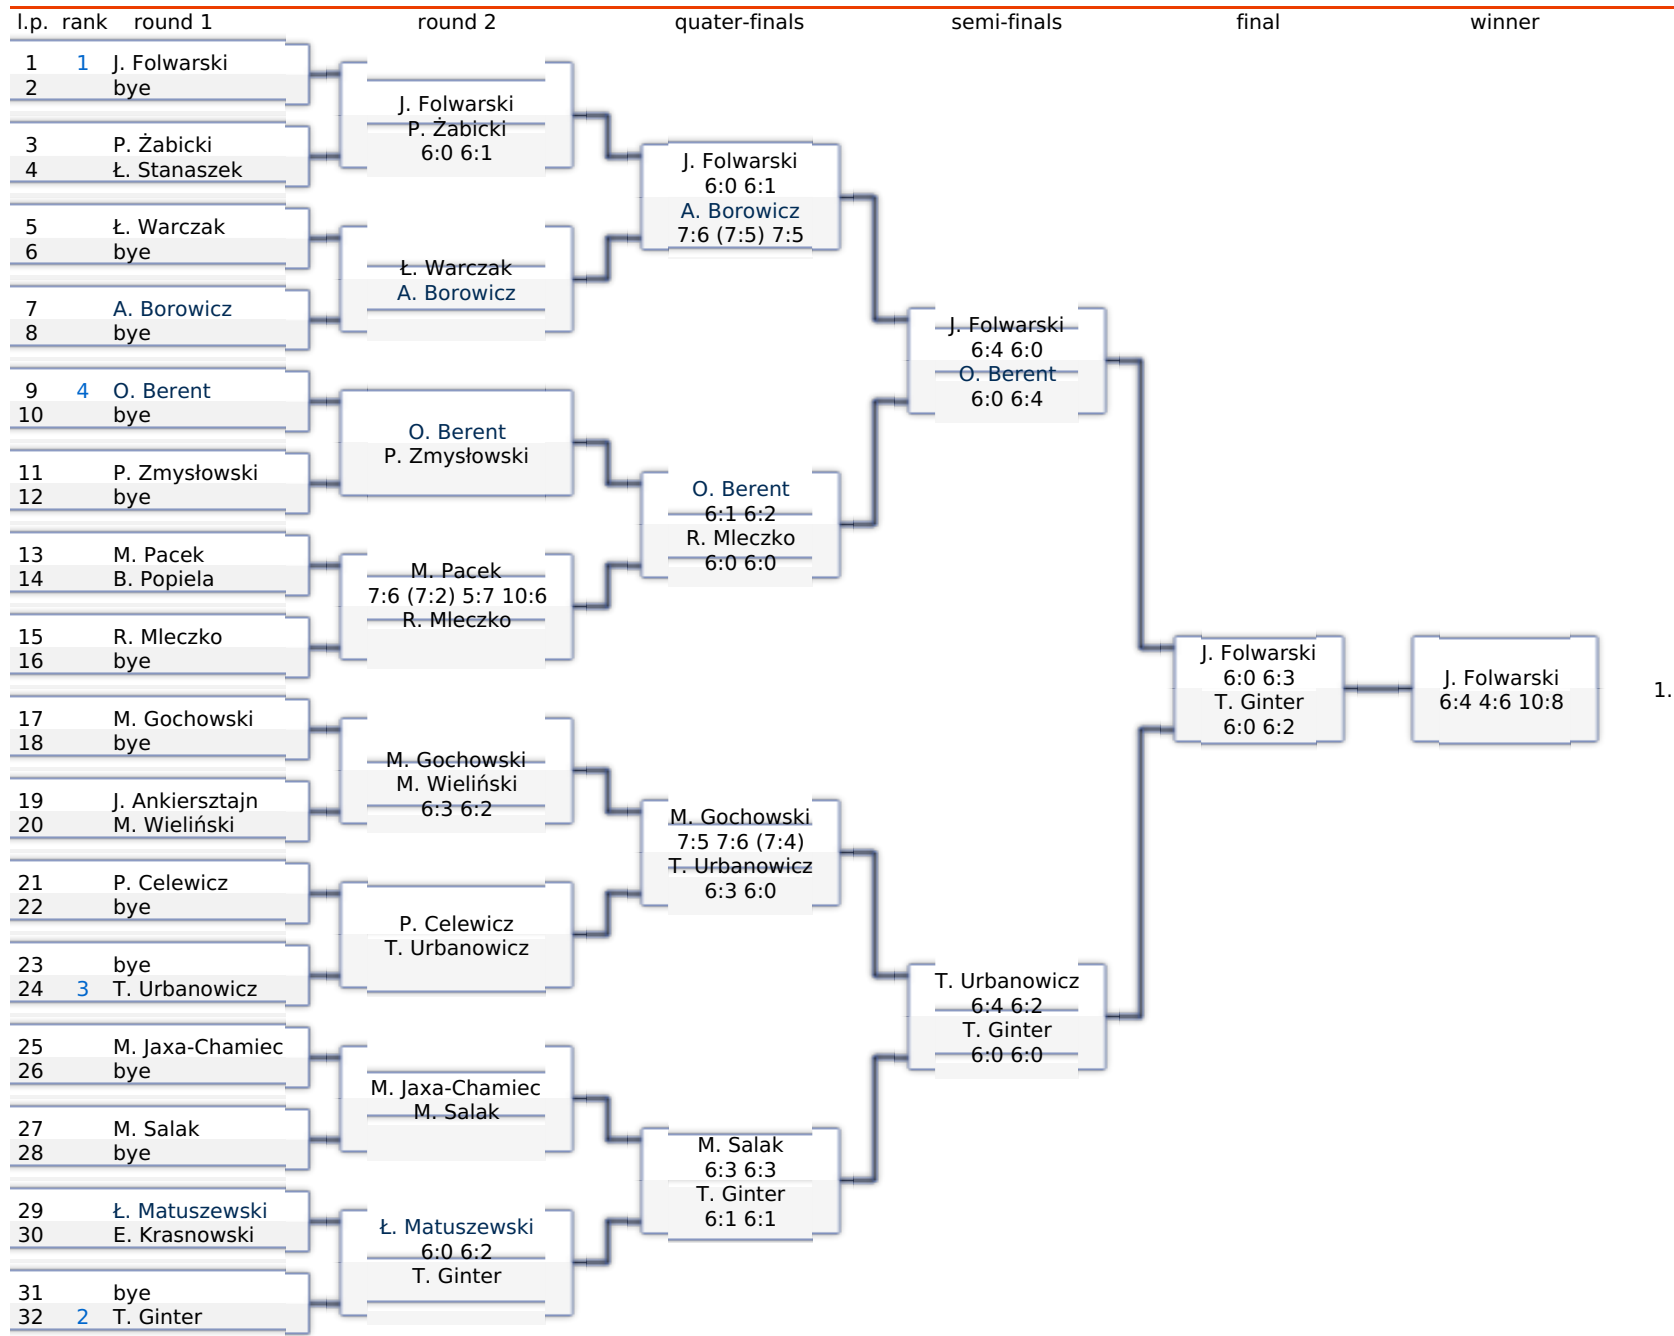 l.p. rank round 1 round 2 quater-finals semi-finals final winner
1 1 J. Folwarski
2 bye
3 P. Żabicki
4 Ł. Stanaszek
5 Ł. Warczak
6 bye
7 A. Borowicz
8 bye
9 4 O. Berent
10 bye
11 P. Zmysłowski
12 bye
13 M. Pacek
14 B. Popiela
15 R. Mleczko
16 bye
17 M. Gochowski
18 bye
19 J. Ankiersztajn
20 M. Wieliński
21 P. Celewicz
22 bye
23 bye
24 3 T. Urbanowicz
25 M. Jaxa-Chamiec
26 bye
27 M. Salak
28 bye
29 Ł. Matuszewski
30 E. Krasnowski
31 bye
32 2 T. Ginter
J. Folwarski
P. Żabicki
6:0 6:1
Ł. Warczak
A. Borowicz
O. Berent
P. Zmysłowski
M. Pacek
7:6 (7:2) 5:7 10:6
R. Mleczko
M. Gochowski
M. Wieliński
6:3 6:2
P. Celewicz
T. Urbanowicz
M. Jaxa-Chamiec
M. Salak
Ł. Matuszewski
6:0 6:2
T. Ginter
J. Folwarski
6:0 6:1
A. Borowicz
7:6 (7:5) 7:5
O. Berent
6:1 6:2
R. Mleczko
6:0 6:0
M. Gochowski
7:5 7:6 (7:4)
T. Urbanowicz
6:3 6:0
M. Salak
6:3 6:3
T. Ginter
6:1 6:1
J. Folwarski
6:4 6:0
O. Berent
6:0 6:4
T. Urbanowicz
6:4 6:2
T. Ginter
6:0 6:0
J. Folwarski
6:0 6:3
T. Ginter
6:0 6:2
J. Folwarski
6:4 4:6 10:8
1.